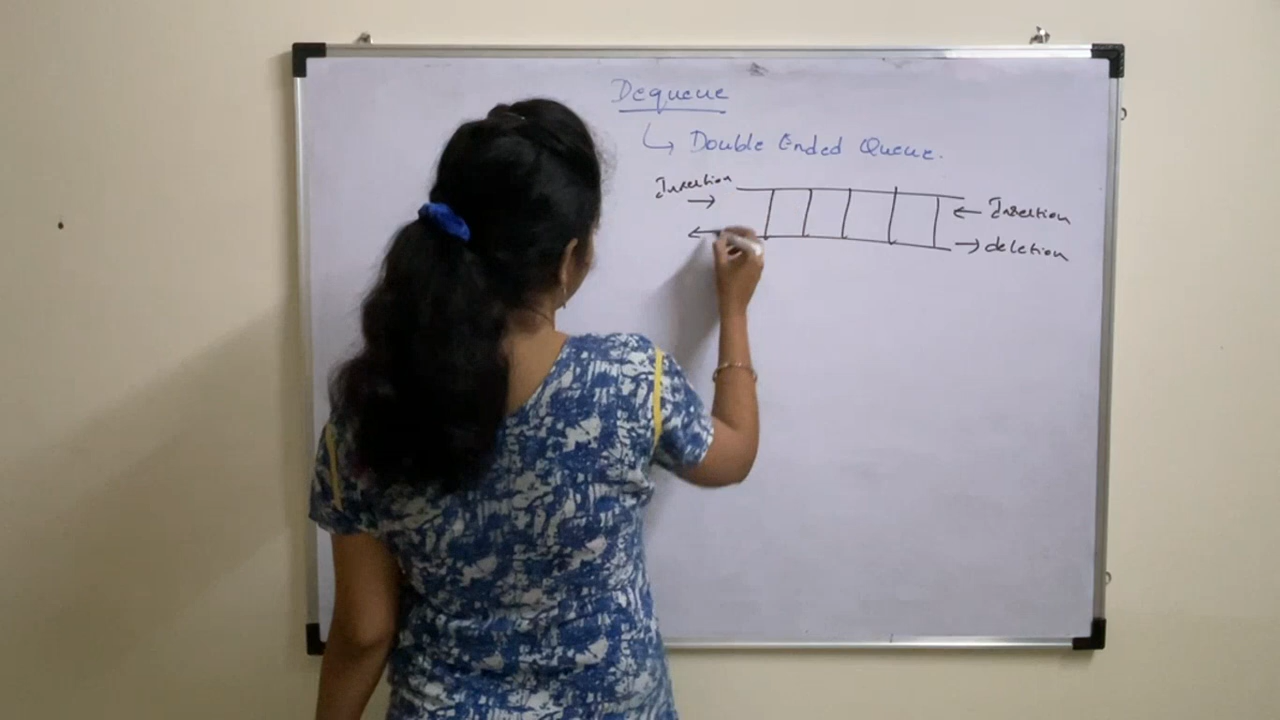 Dequeue
Double Ended Queue.
Insertion
Insertion
deletion